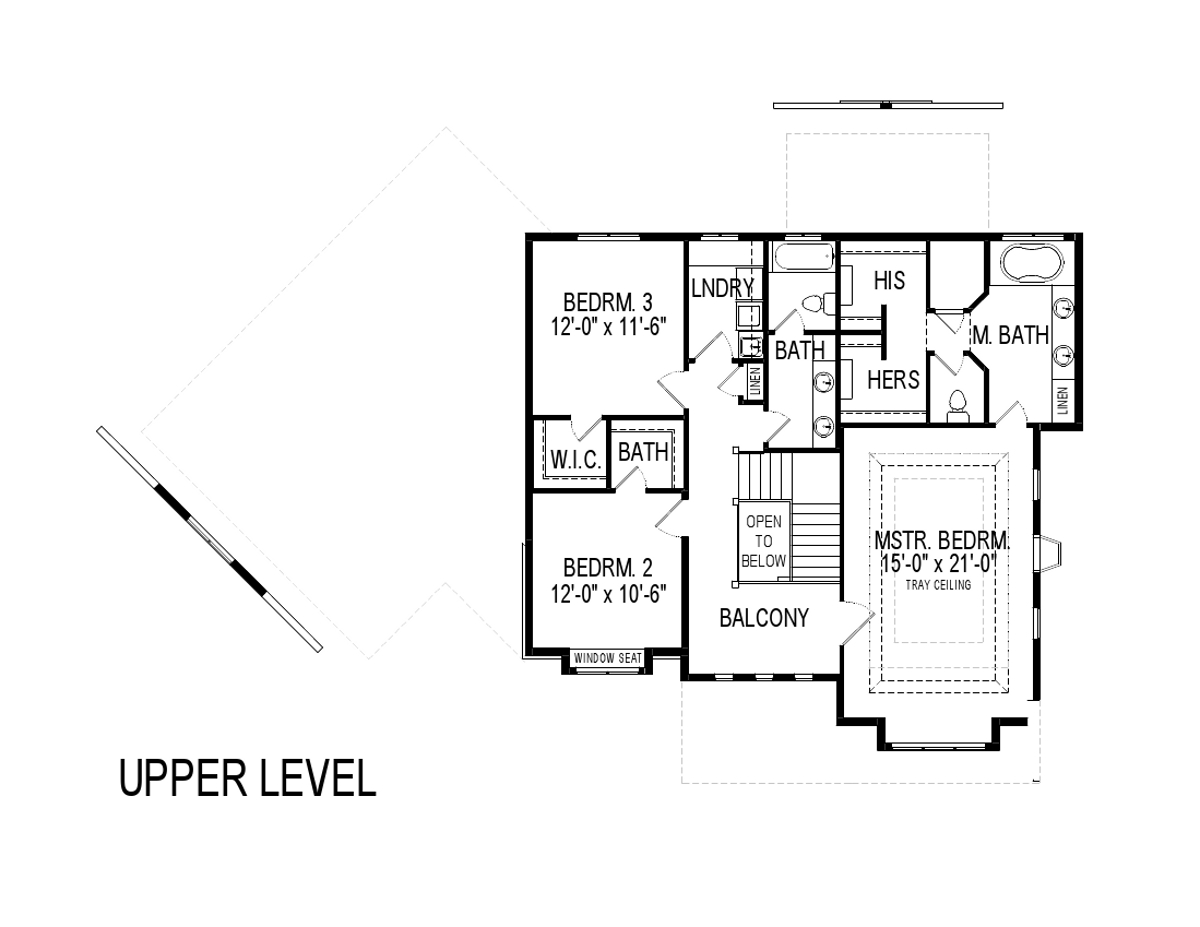 BEDRM. 3
12'-0" x 11'-6"
LNDRY
HIS
M. BATH
BATH
HERS
LINEN
LINEN
W.I.C.
BATH
OPEN
TO
BELOW
MSTR. BEDRM.
15'-0" x 21'-0"
TRAY CEILING
BEDRM. 2
12'-0" x 10'-6"
BALCONY
WINDOW SEAT
UPPER LEVEL